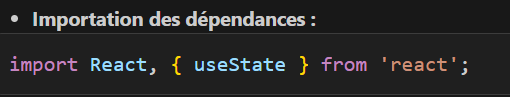 • Importation des dépendances :
import React, { useState } from 'react';